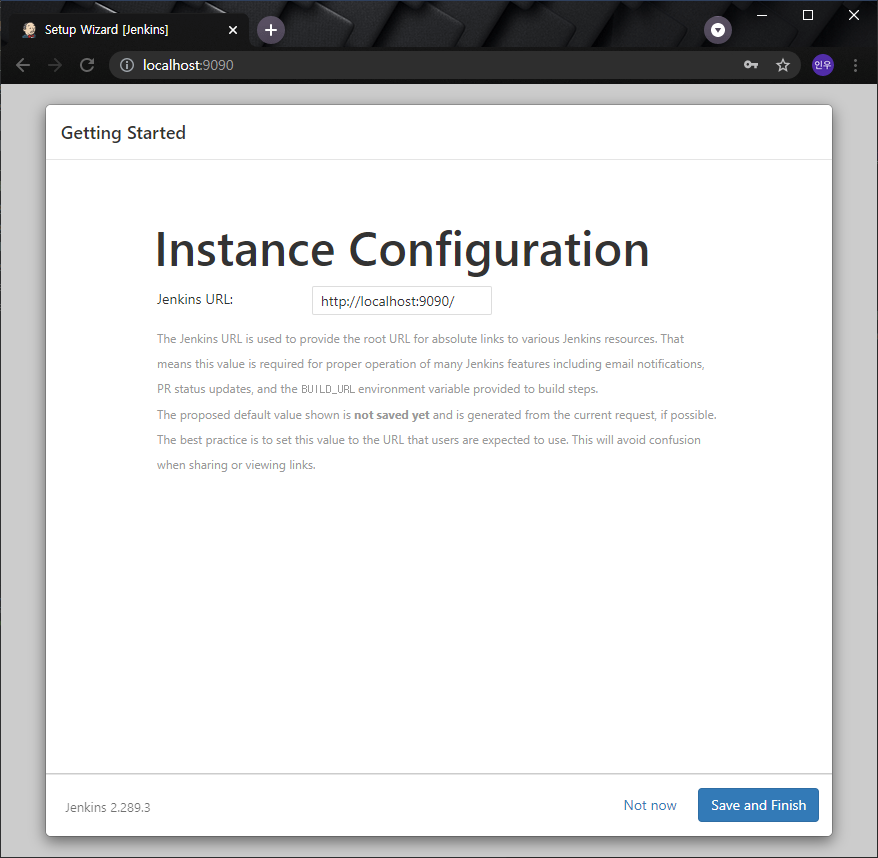 Setup Wizard [Jenkins]
localhost:9090
인우
Getting Started
Instance Configuration
Jenkins URL: http://localhost:9090/
The Jenkins URL is used to provide the root URL for absolute links to various Jenkins resources. That
means this value is required for proper operation of many Jenkins features including email notifications,
PR status updates, and the BUILD_URL environment variable provided to build steps.
The proposed default value shown is not saved yet and is generated from the current request, if possible.
The best practice is to set this value to the URL that users are expected to use. This will avoid confusion
when sharing or viewing links.
Jenkins 2.289.3 Not now Save and Finish